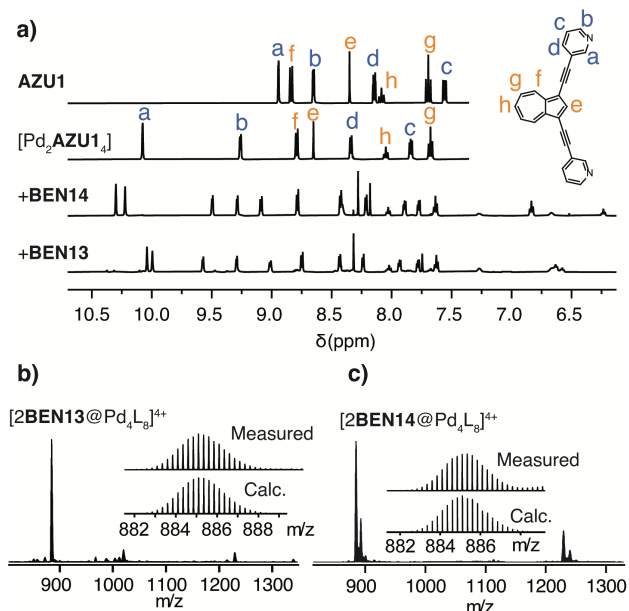 a)
a f b e d h g c
AZU1
a b f e d h c g
[Pd₂AZU1₄]
+BEN14
+BEN13
10.5 10.0 9.5 9.0 8.5 8.0 7.5 7.0 6.5
δ(ppm)
c b
N
d a
g f
h e
N
b)
[2BEN13@Pd₄L₈]⁴⁺
Measured
Calc.
882 884 886 888 m/z
900 1000 1100 1200 1300
m/z
c)
[2BEN14@Pd₄L₈]⁴⁺
Measured
Calc.
882 884 886 m/z
900 1000 1100 1200 1300
m/z